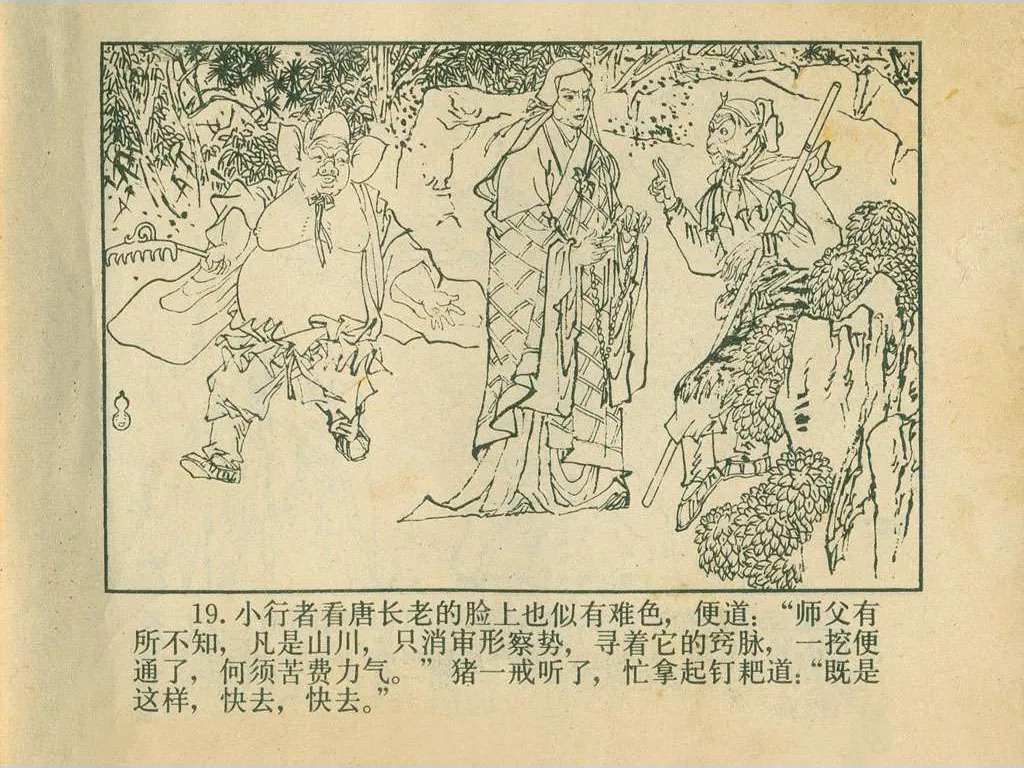 19. 小行者看唐长老的脸上也似有难色，便道：“师父有
所不知，凡是山川，只消审形察势，寻着它的窍脉，一挖便
通了，何须苦费力气。”猪一戒听了，忙拿起钉耙道：“既是
这样，快去，快去。”